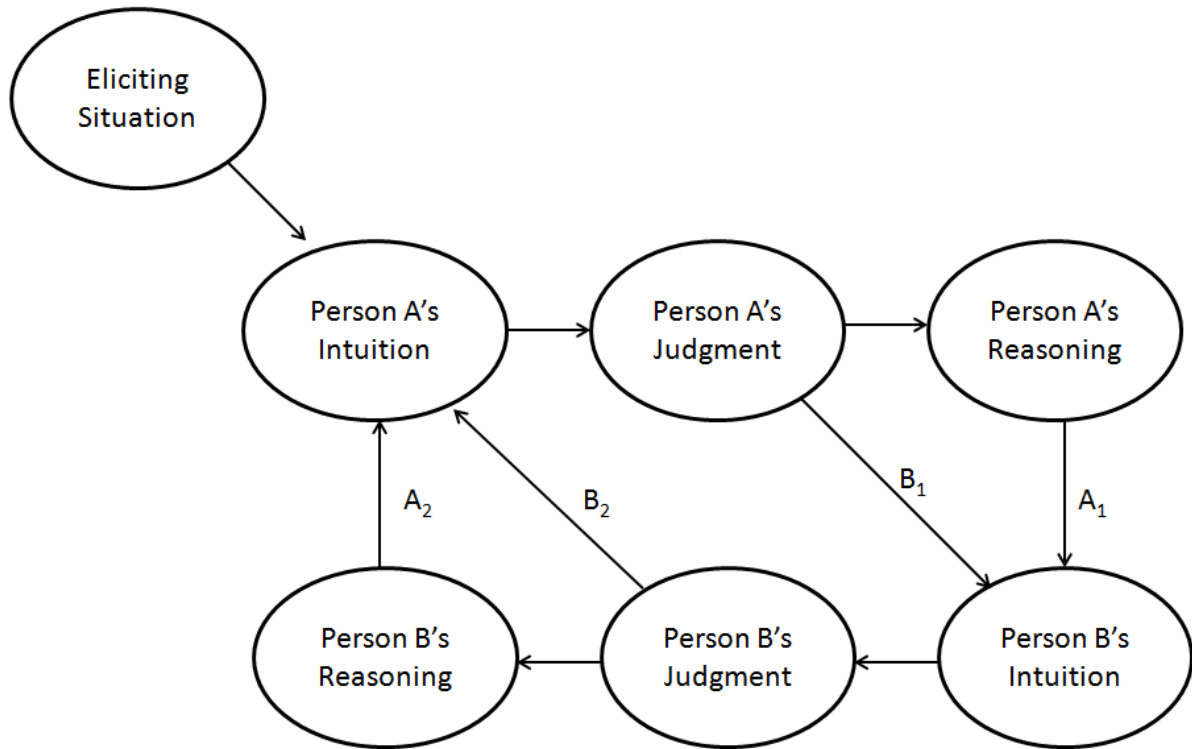 Eliciting
Situation
Person A’s
Intuition
Person A’s
Judgment
Person A’s
Reasoning
A₂
B₂
B₁
A₁
Person B’s
Reasoning
Person B’s
Judgment
Person B’s
Intuition